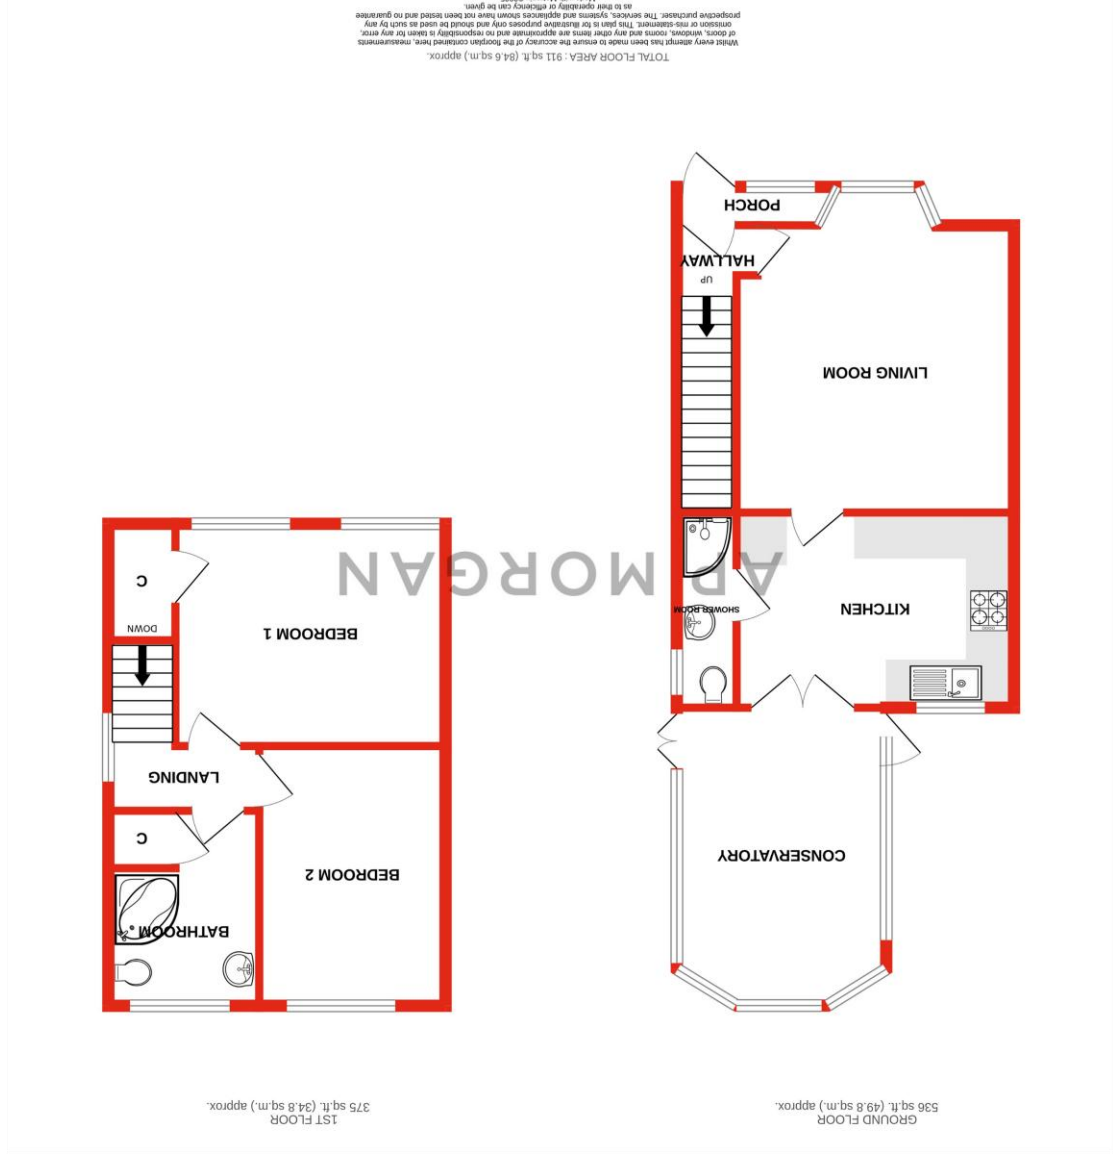 GROUND FLOOR
536 sq.ft. (49.8 sq.m.) approx.
1ST FLOOR
375 sq.ft. (34.8 sq.m.) approx.
CONSERVATORY
KITCHEN
SHOWER ROOM
LIVING ROOM
UP
HALLWAY
PORCH
BATHROOM
BEDROOM 2
C
LANDING
BEDROOM 1
DOWN
C
AP MORGAN
TOTAL FLOOR AREA : 911 sq.ft. (84.6 sq.m.) approx.
Whilst every attempt has been made to ensure the accuracy of the floorplan contained here, measurements
of doors, windows, rooms and any other items are approximate and no responsibility is taken for any error,
omission or mis-statement. This plan is for illustrative purposes only and should be used as such by any
prospective purchaser. The services, systems and appliances shown have not been tested and no guarantee
as to their operability or efficiency can be given.